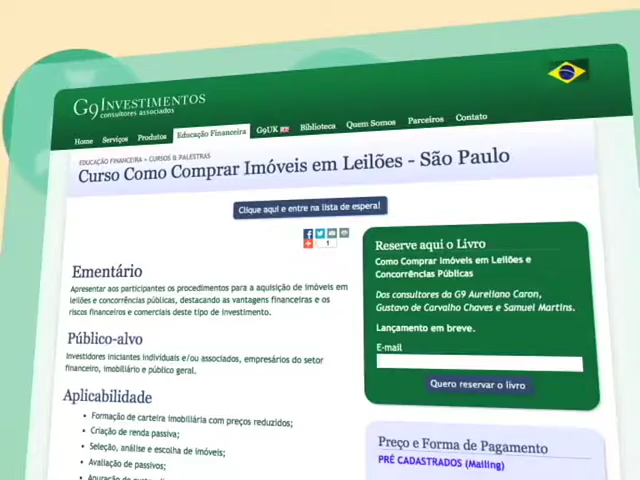 G9 INVESTIMENTOS
consultores associados
Home Serviços Produtos Educação Financeira G9UK Biblioteca Quem Somos Parceiros Contato
EDUCAÇÃO FINANCEIRA » CURSOS & PALESTRAS
Curso Como Comprar Imóveis em Leilões - São Paulo
Clique aqui e entre na lista de espera!
1
Ementário
Apresentar aos participantes os procedimentos para a aquisição de imóveis em
leilões e concorrências públicas, destacando as vantagens financeiras e os
riscos financeiros e comerciais deste tipo de investimento.
Público-alvo
Investidores iniciantes individuais e/ou associados, empresários do setor
financeiro, imobiliário e público geral.
Aplicabilidade
• Formação de carteira imobiliária com preços reduzidos;
• Criação de renda passiva;
• Seleção, análise e escolha de imóveis;
• Avaliação de passivos;
Reserve aqui o Livro
Como Comprar Imóveis em Leilões e
Concorrências Públicas
Dos consultores da G9 Aureliano Caron,
Gustavo de Carvalho Chaves e Samuel Martins.
Lançamento em breve.
E-mail
Quero reservar o livro
Preço e Forma de Pagamento
PRÉ CADASTRADOS (Mailing)